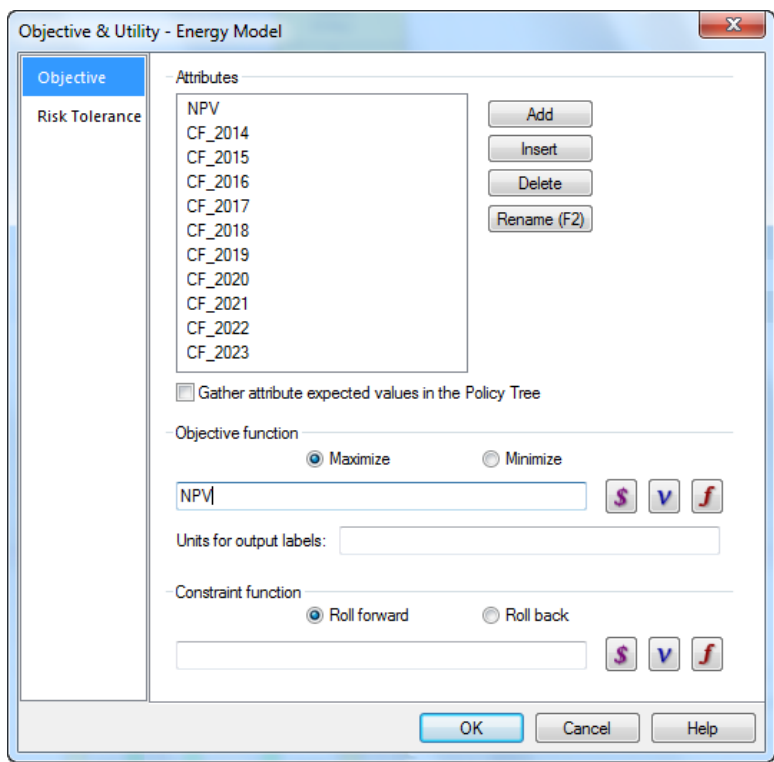 Objective & Utility - Energy Model
Objective
Risk Tolerance
Attributes
NPV
CF_2014
CF_2015
CF_2016
CF_2017
CF_2018
CF_2019
CF_2020
CF_2021
CF_2022
CF_2023
Add
Insert
Delete
Rename (F2)
Gather attribute expected values in the Policy Tree
Objective function
Maximize Minimize
NPV
$ v f
Units for output labels:
Constraint function
Roll forward Roll back
$ v f
OK Cancel Help